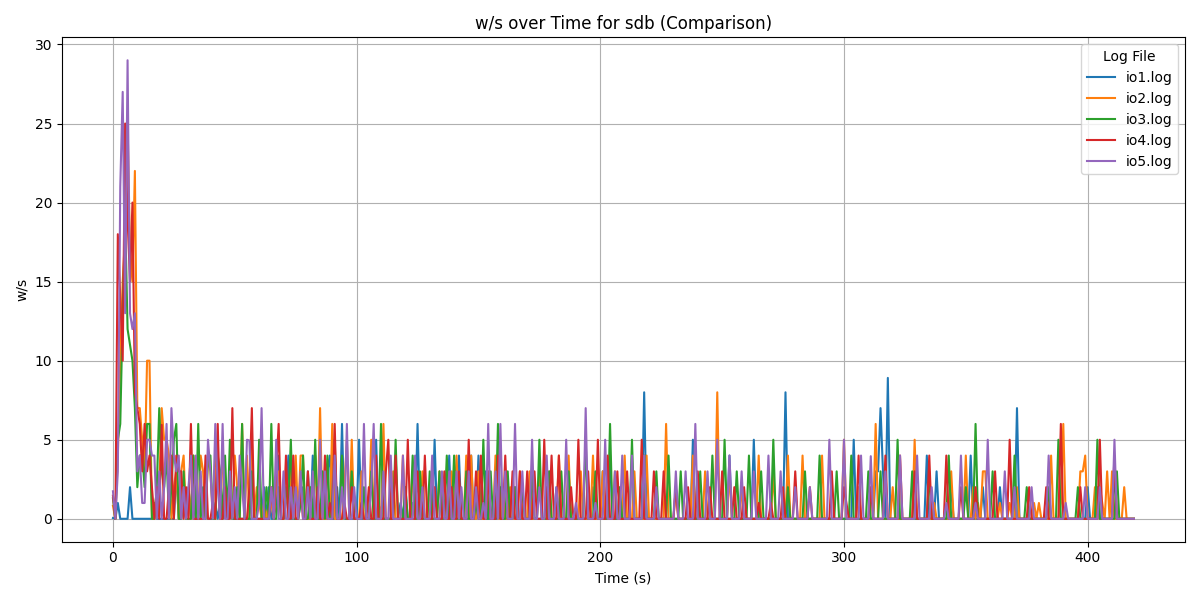 w/s over Time for sdb (Comparison)
30
25
20
15
10
5
0
w/s
0 100 200 300 400
Time (s)
Log File
io1.log
io2.log
io3.log
io4.log
io5.log